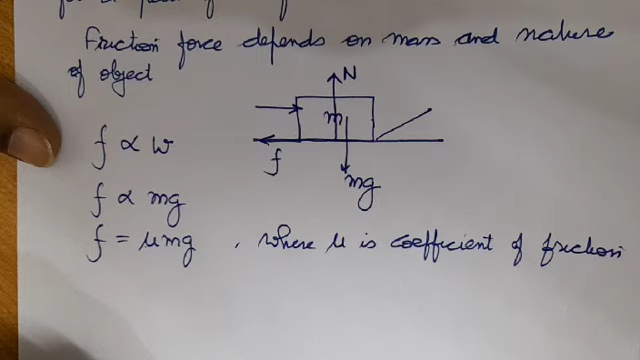 Friction force depends on mass and nature
of object
N
m
f
mg
f ∝ W
f ∝ mg
f = μmg , where μ is coefficient of friction